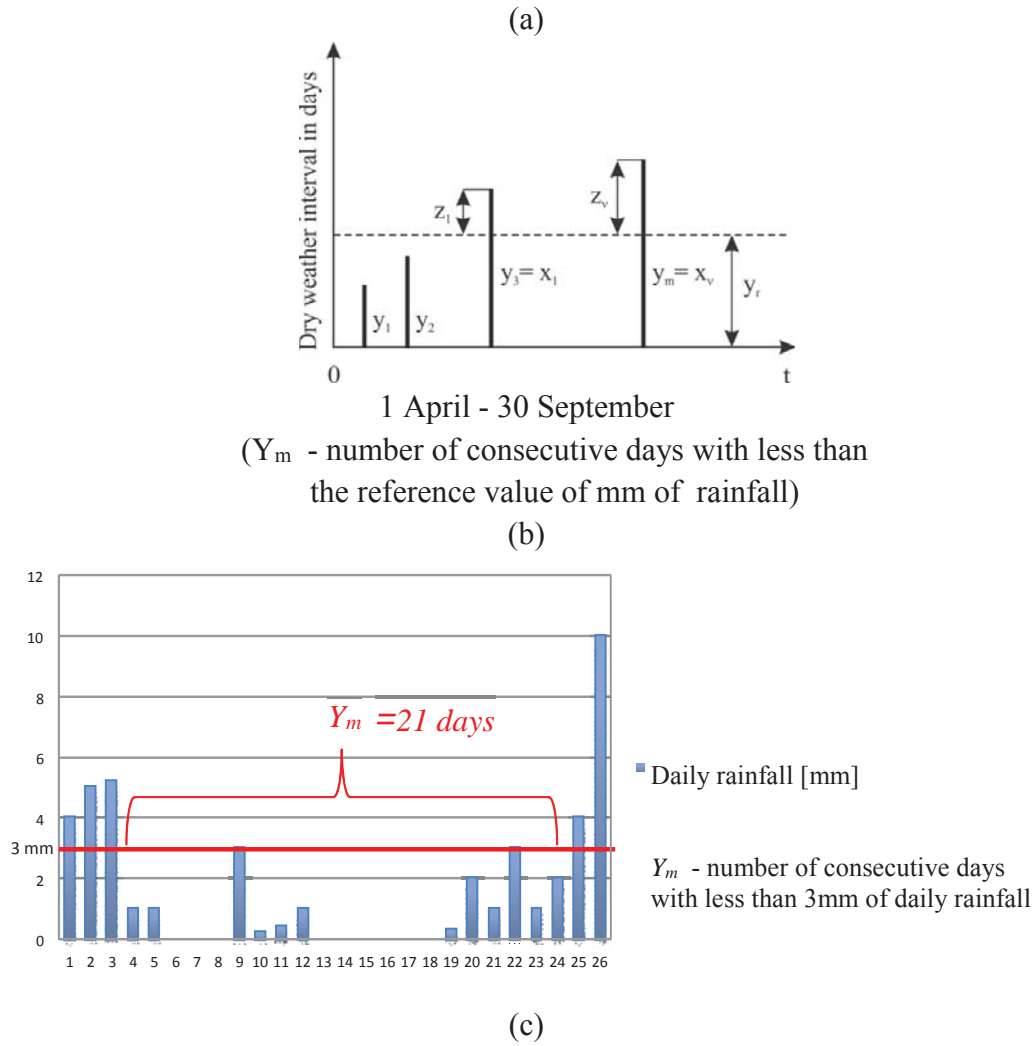 (a)
Dry weather interval in days
z₁
zᵥ
y₁
y₂
y₃= x₁
yₘ= xᵥ
yᵣ
0
t
1 April - 30 September
(Yₘ - number of consecutive days with less than
the reference value of mm of rainfall)
(b)
12
10
8
6
4
3 mm
2
0
Yₘ =21 days
1 2 3 4 5 6 7 8 9 10 11 12 13 14 15 16 17 18 19 20 21 22 23 24 25 26
Daily rainfall [mm]
Yₘ - number of consecutive days
with less than 3mm of daily rainfall
(c)